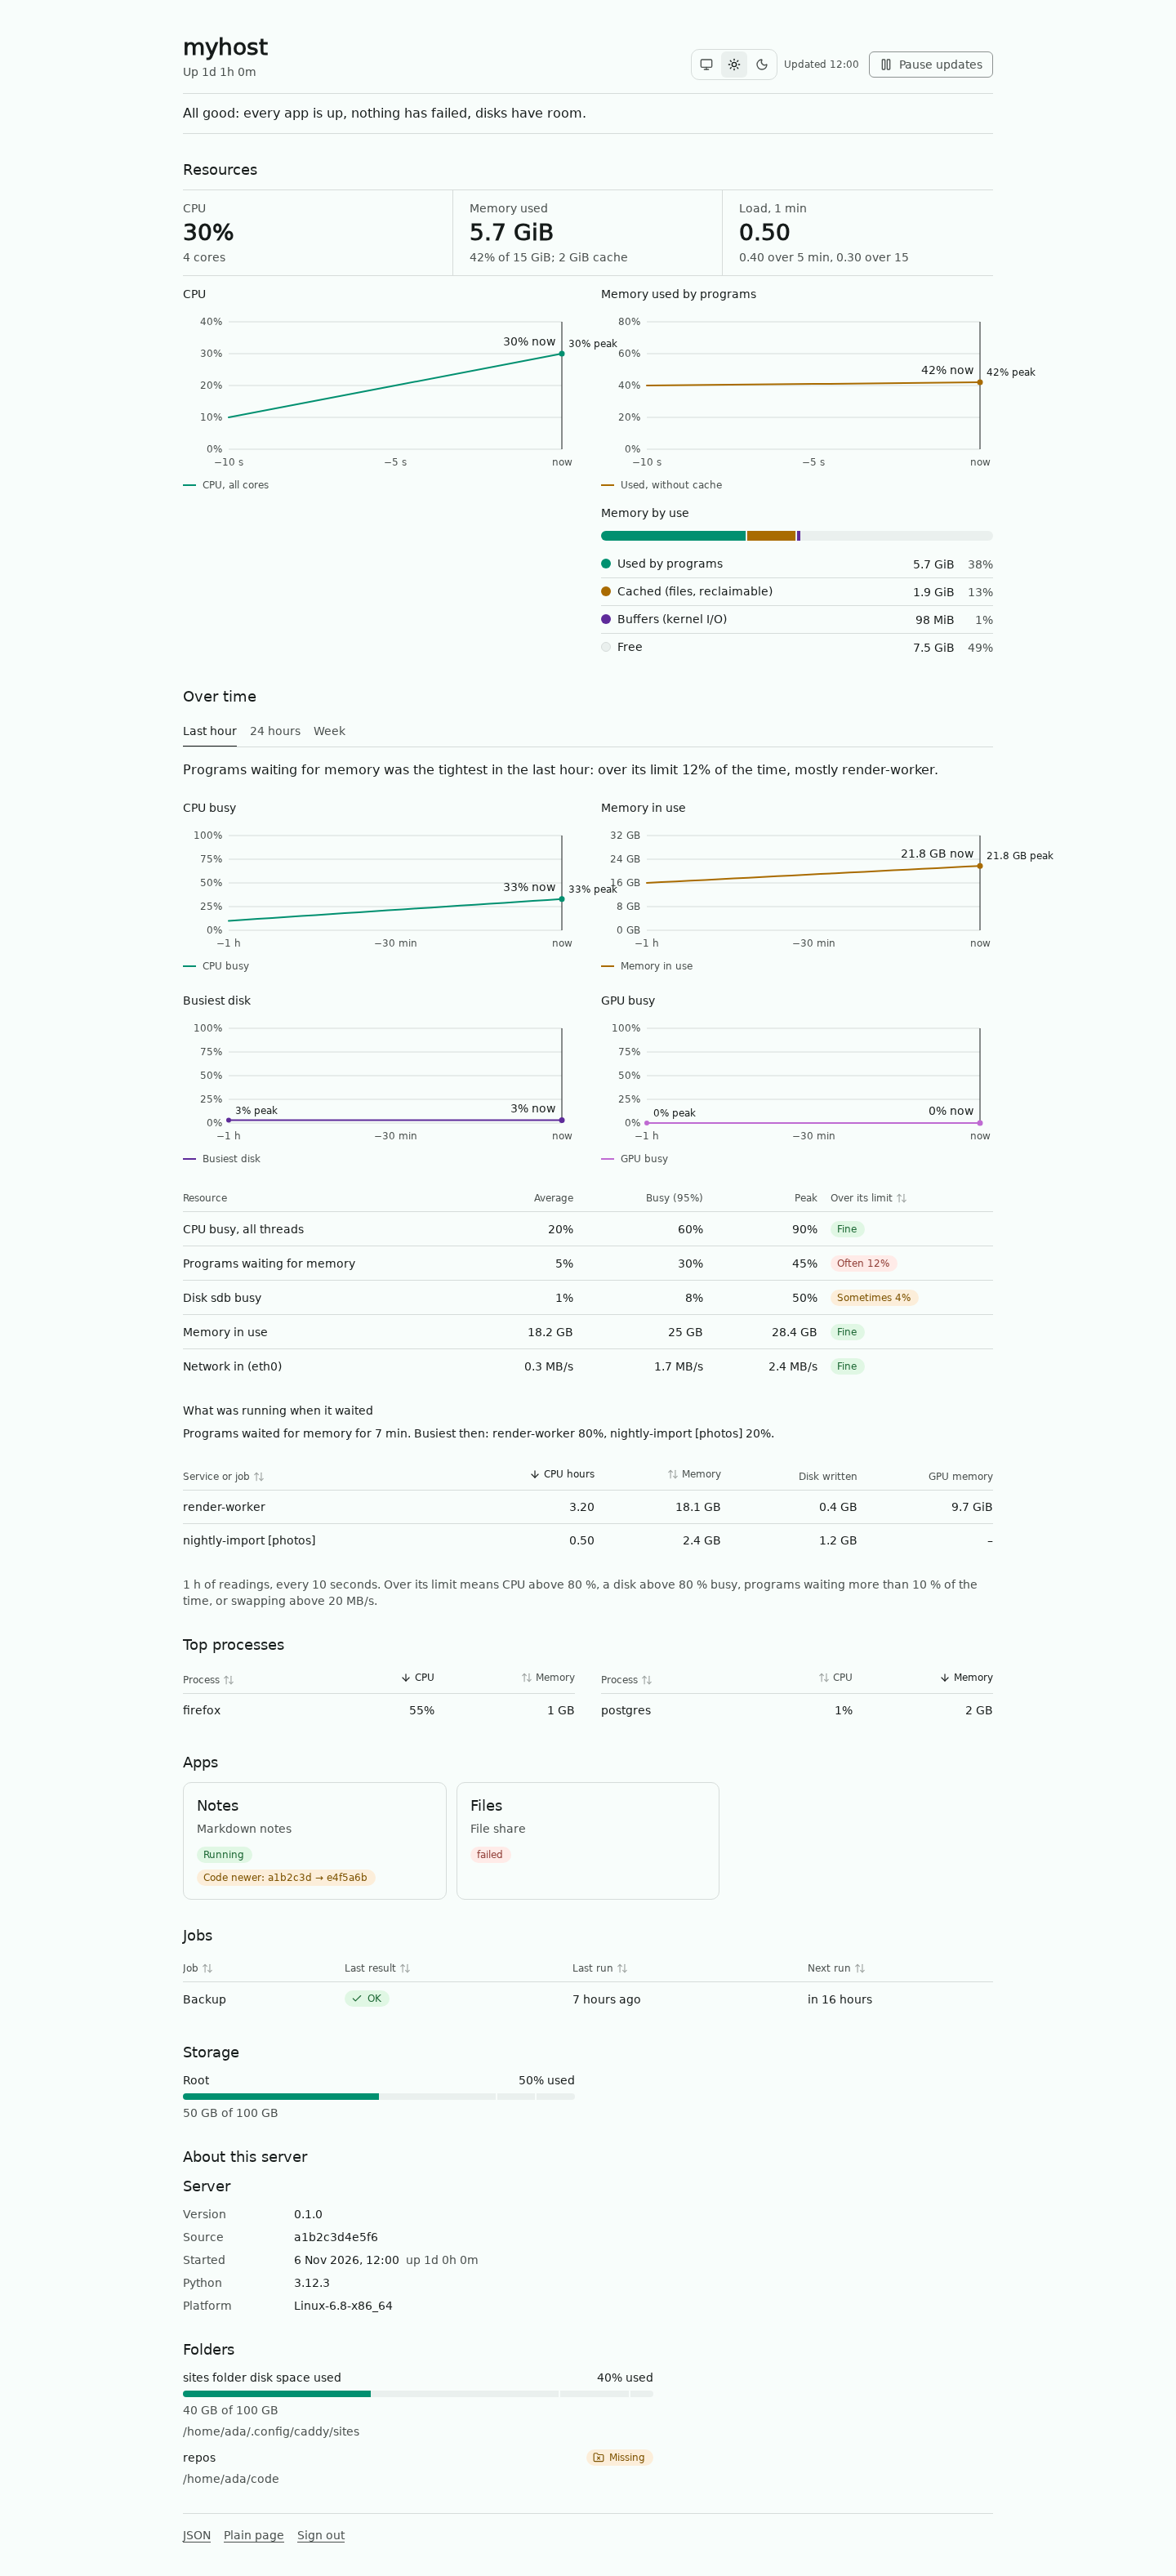 myhost
Up 1d 1h 0m
Updated 12:00
Pause updates
All good: every app is up, nothing has failed, disks have room.
Resources
CPU
30%
4 cores
Memory used
5.7 GiB
42% of 15 GiB; 2 GiB cache
Load, 1 min
0.50
0.40 over 5 min, 0.30 over 15
CPU
40%
30%
20%
10%
0%
30% now
30% peak
−10 s
−5 s
now
CPU, all cores
Memory used by programs
80%
60%
40%
20%
0%
42% now
42% peak
−10 s
−5 s
now
Used, without cache
Memory by use
Used by programs 5.7 GiB 38%
Cached (files, reclaimable) 1.9 GiB 13%
Buffers (kernel I/O) 98 MiB 1%
Free 7.5 GiB 49%
Over time
Last hour 24 hours Week
Programs waiting for memory was the tightest in the last hour: over its limit 12% of the time, mostly render-worker.
CPU busy
100%
75%
50%
25%
0%
33% now
33% peak
−1 h
−30 min
now
CPU busy
Memory in use
32 GB
24 GB
16 GB
8 GB
0 GB
21.8 GB now
21.8 GB peak
−1 h
−30 min
now
Memory in use
Busiest disk
100%
75%
50%
25%
0%
3% peak
3% now
−1 h
−30 min
now
Busiest disk
GPU busy
100%
75%
50%
25%
0%
0% peak
0% now
−1 h
−30 min
now
GPU busy
Resource Average Busy (95%) Peak Over its limit
CPU busy, all threads 20% 60% 90% Fine
Programs waiting for memory 5% 30% 45% Often 12%
Disk sdb busy 1% 8% 50% Sometimes 4%
Memory in use 18.2 GB 25 GB 28.4 GB Fine
Network in (eth0) 0.3 MB/s 1.7 MB/s 2.4 MB/s Fine
What was running when it waited
Programs waited for memory for 7 min. Busiest then: render-worker 80%, nightly-import [photos] 20%.
Service or job CPU hours Memory Disk written GPU memory
render-worker 3.20 18.1 GB 0.4 GB 9.7 GiB
nightly-import [photos] 0.50 2.4 GB 1.2 GB –
1 h of readings, every 10 seconds. Over its limit means CPU above 80 %, a disk above 80 % busy, programs waiting more than 10 % of the
time, or swapping above 20 MB/s.
Top processes
Process CPU Memory
firefox 55% 1 GB
Process CPU Memory
postgres 1% 2 GB
Apps
Notes
Markdown notes
Running
Code newer: a1b2c3d → e4f5a6b
Files
File share
failed
Jobs
Job Last result Last run Next run
Backup OK 7 hours ago in 16 hours
Storage
Root 50% used
50 GB of 100 GB
About this server
Server
Version 0.1.0
Source a1b2c3d4e5f6
Started 6 Nov 2026, 12:00 up 1d 0h 0m
Python 3.12.3
Platform Linux-6.8-x86_64
Folders
sites folder disk space used 40% used
40 GB of 100 GB
/home/ada/.config/caddy/sites
repos Missing
/home/ada/code
JSON Plain page Sign out